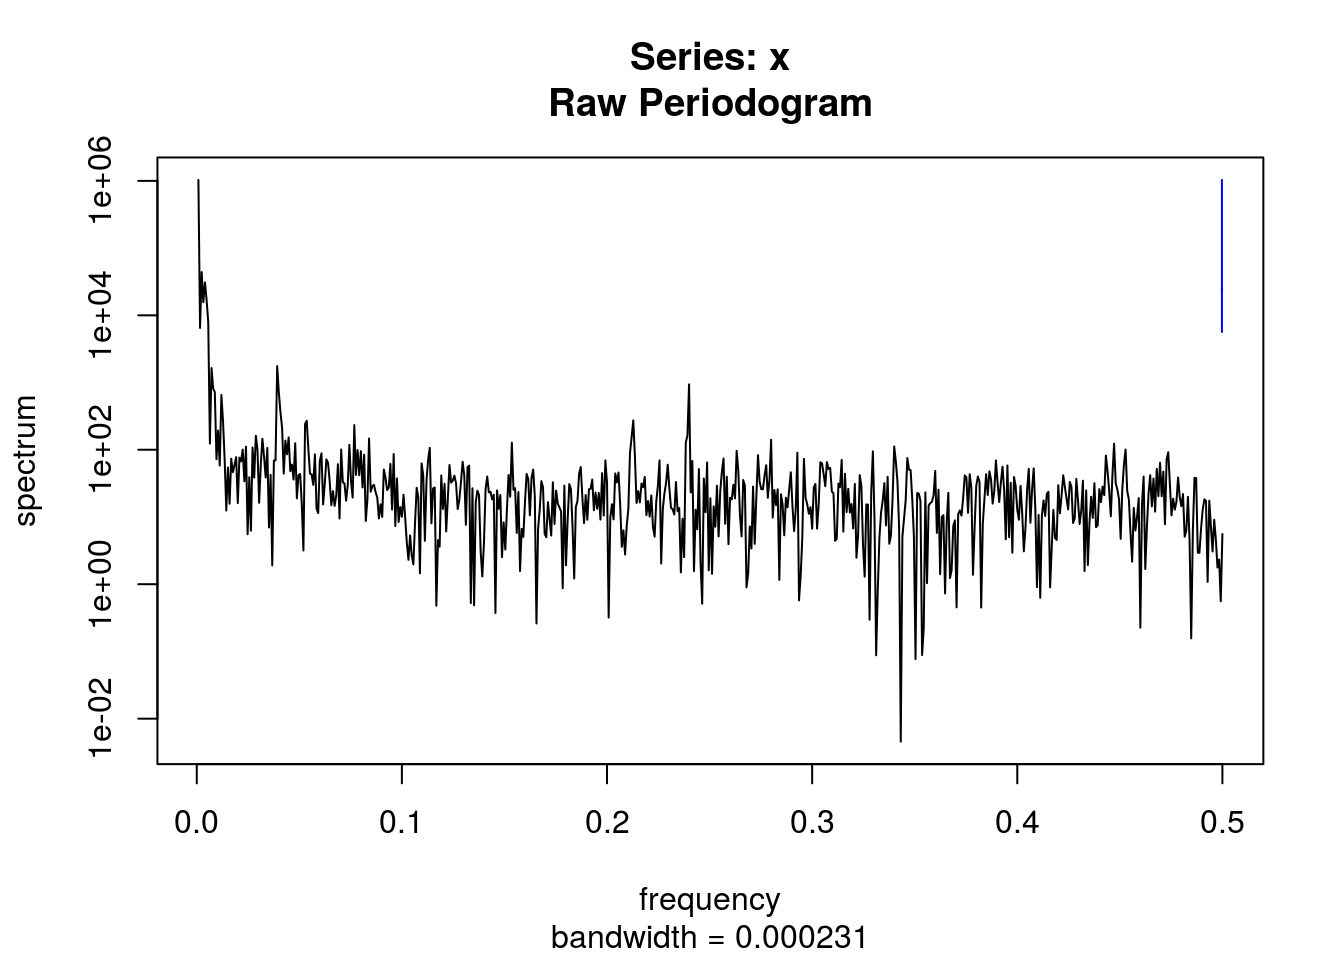 Series: x
Raw Periodogram
spectrum
1e+06
1e+04
1e+02
1e+00
1e-02
0.0 0.1 0.2 0.3 0.4 0.5
frequency
bandwidth = 0.000231